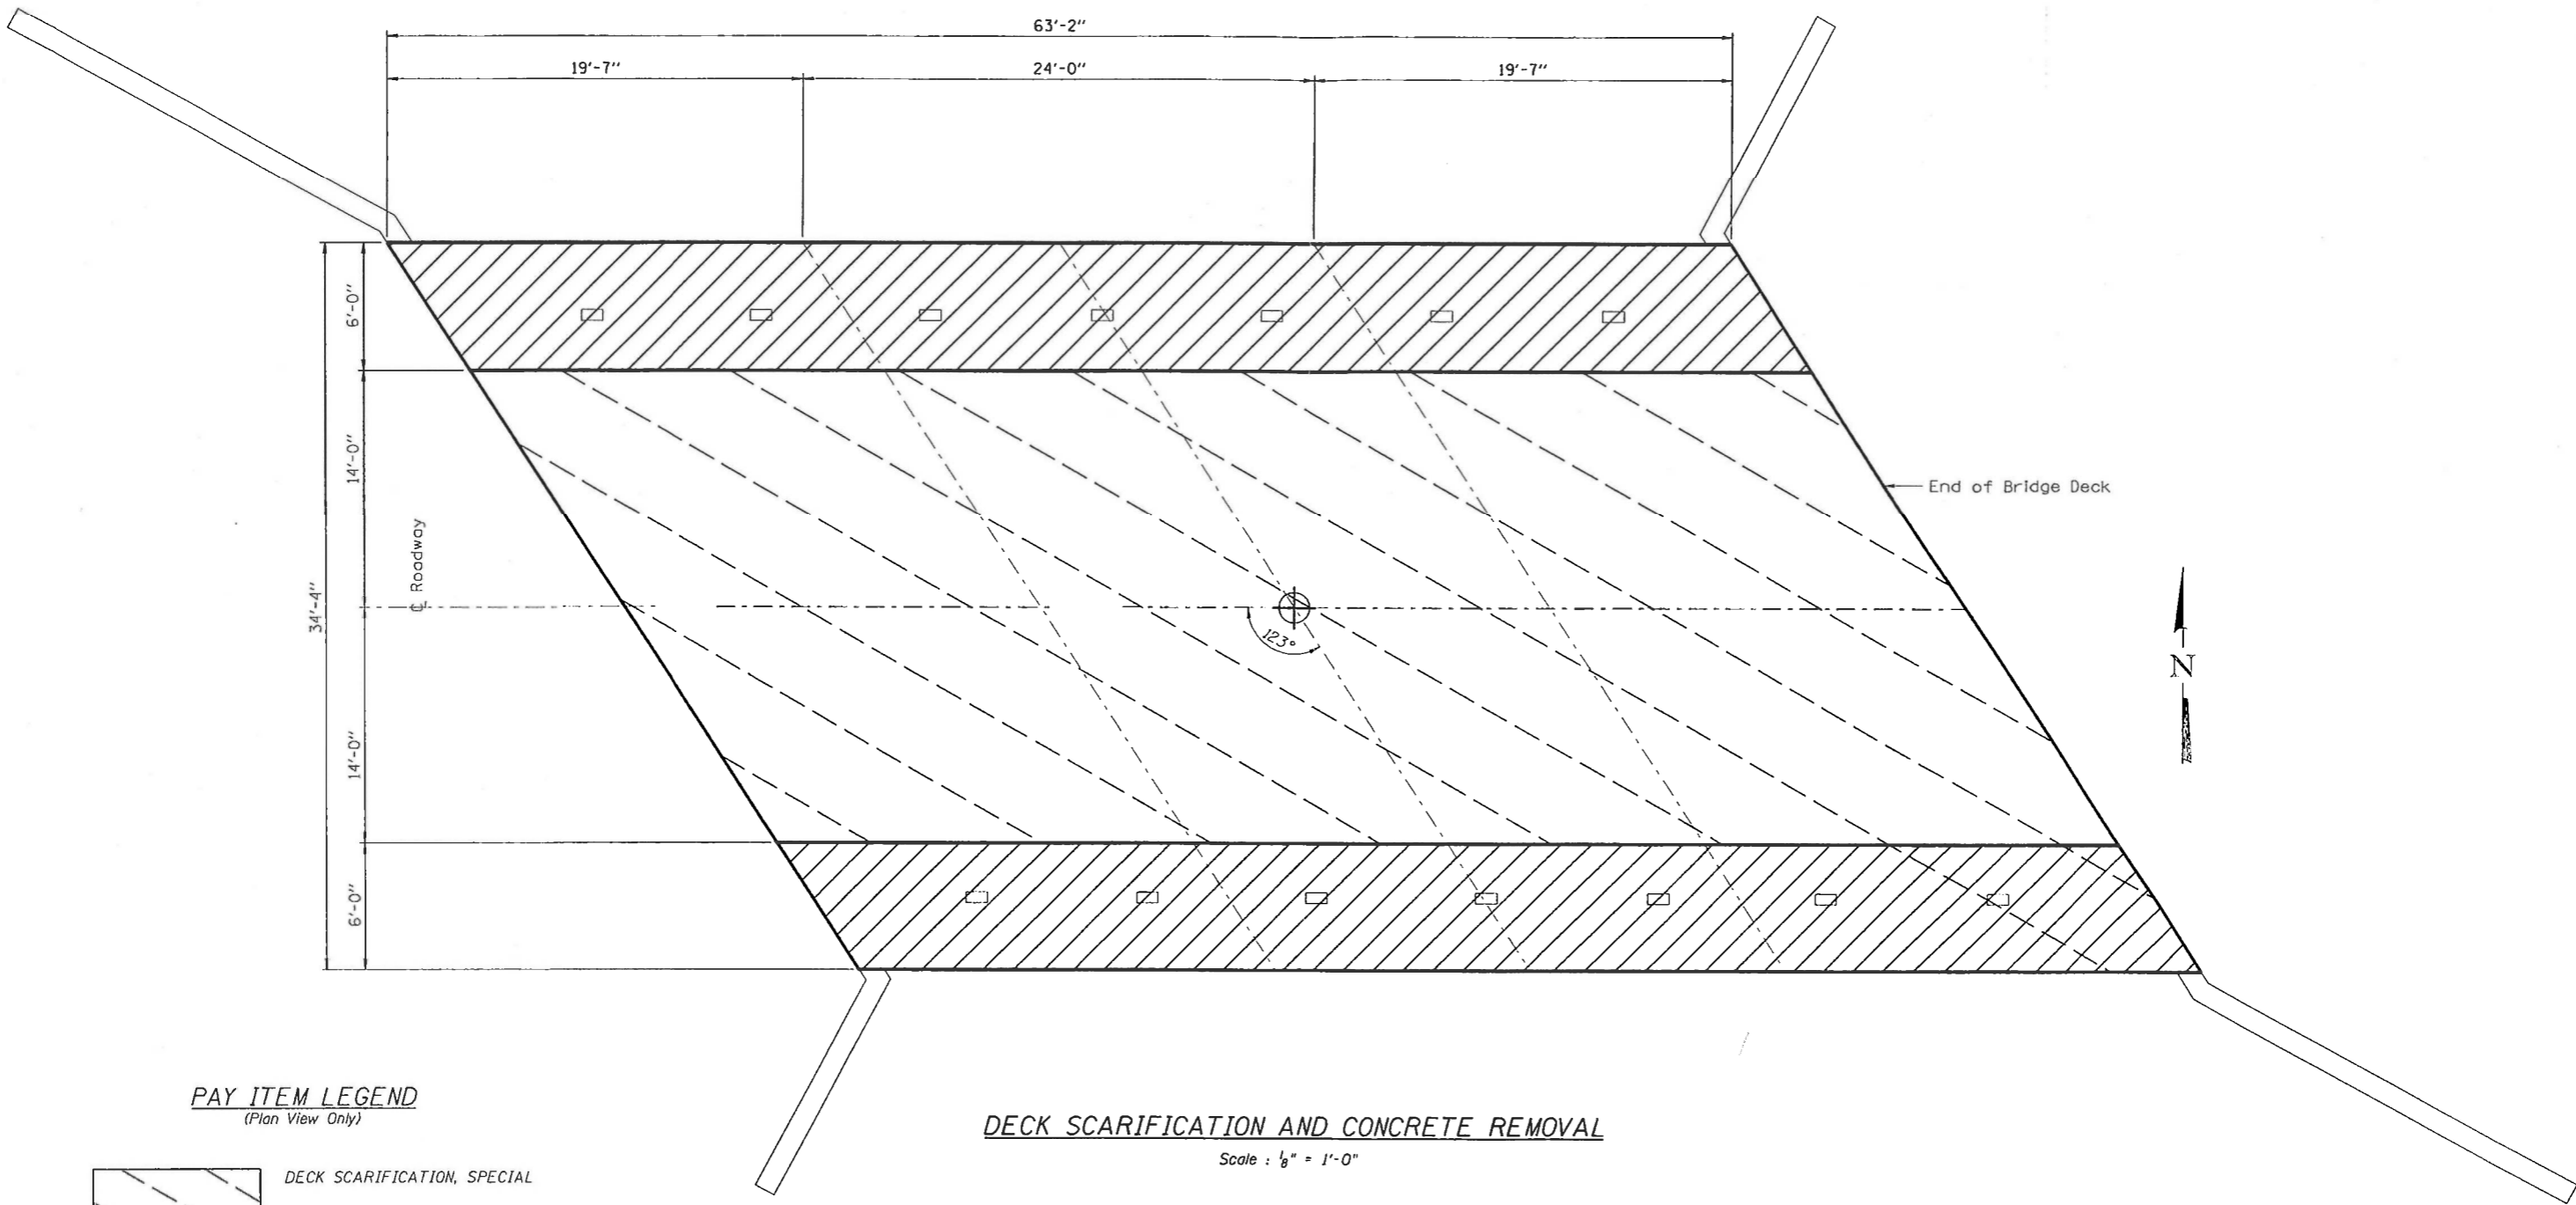 63'-2"
19'-7" 24'-0" 19'-7"
6'-0"
14'-0"
34'-4"
℄ Roadway
14'-0"
6'-0"
123°
End of Bridge Deck
N
PAY ITEM LEGEND
(Plan View Only)
DECK SCARIFICATION, SPECIAL
DECK SCARIFICATION AND CONCRETE REMOVAL
Scale : 1/8" = 1'-0"